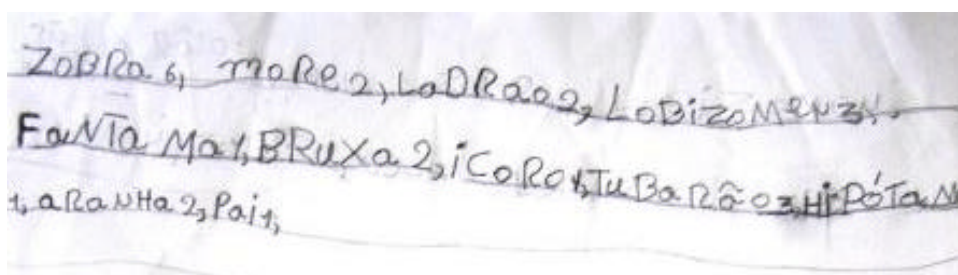 ZoBRa 6, moRe 2, LaDRao 2, LoBizoMeN 3,
FaNTa Ma 1, BRuXa 2, iCoRo 1, TuBaRão 3, HiPóTaN
1, aRaNHa 2, Pai 1,